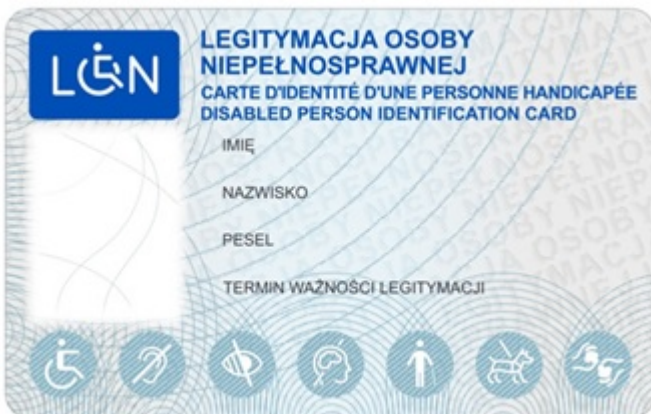 LEGITYMACJA OSOBY
NIEPEŁNOSPRAWNEJ
CARTE D'IDENTITÉ D'UNE PERSONNE HANDICAPÉE
DISABLED PERSON IDENTIFICATION CARD
IMIĘ
NAZWISKO
PESEL
TERMIN WAŻNOŚCI LEGITYMACJI